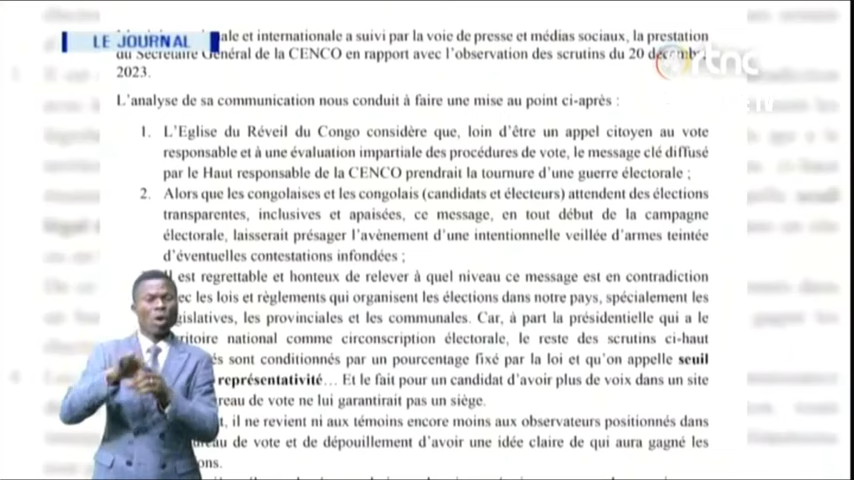 LE JOURNAL
ale et internationale a suivi par la voie de presse et médias sociaux, la prestation
du Secrétaire Général de la CENCO en rapport avec l'observation des scrutins du 20 décembre
2023.
rtnc
L'analyse de sa communication nous conduit à faire une mise au point ci-après :
1. L'Eglise du Réveil du Congo considère que, loin d'être un appel citoyen au vote
responsable et à une évaluation impartiale des procédures de vote, le message clé diffusé
par le Haut responsable de la CENCO prendrait la tournure d'une guerre électorale ;
2. Alors que les congolaises et les congolais (candidats et électeurs) attendent des élections
transparentes, inclusives et apaisées, ce message, en tout début de la campagne
électorale, laisserait présager l'avènement d'une intentionnelle veillée d'armes teintée
d'éventuelles contestations infondées ;
est regrettable et honteux de relever à quel niveau ce message est en contradiction
ec les lois et règlements qui organisent les élections dans notre pays, spécialement les
gislatives, les provinciales et les communales. Car, à part la présidentielle qui a le
ritoire national comme circonscription électorale, le reste des scrutins ci-haut
és sont conditionnés par un pourcentage fixé par la loi et qu'on appelle seuil
représentativité… Et le fait pour un candidat d'avoir plus de voix dans un site
reau de vote ne lui garantirait pas un siège.
t, il ne revient ni aux témoins encore moins aux observateurs positionnés dans
eau de vote et de dépouillement d'avoir une idée claire de qui aura gagné les
ons.